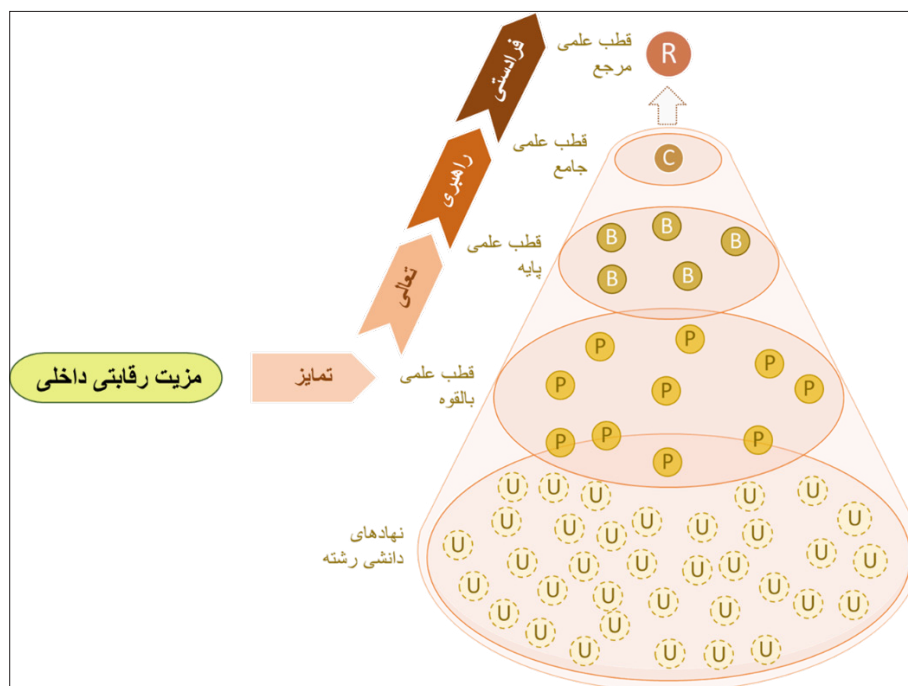 فرادستی
قطب علمی
مرجع
R
راهبری
قطب علمی
جامع
C
تعالی
قطب علمی
پایه
B B B
B B
مزیت رقابتی داخلی
تمایز
قطب علمی
بالقوه
P P P
P P P
P P P P
نهادهای
دانشی رشته
U U U U U
U U U U U U U
U U U U U U U U
U U U U U U U
U U U U U U
U U U U